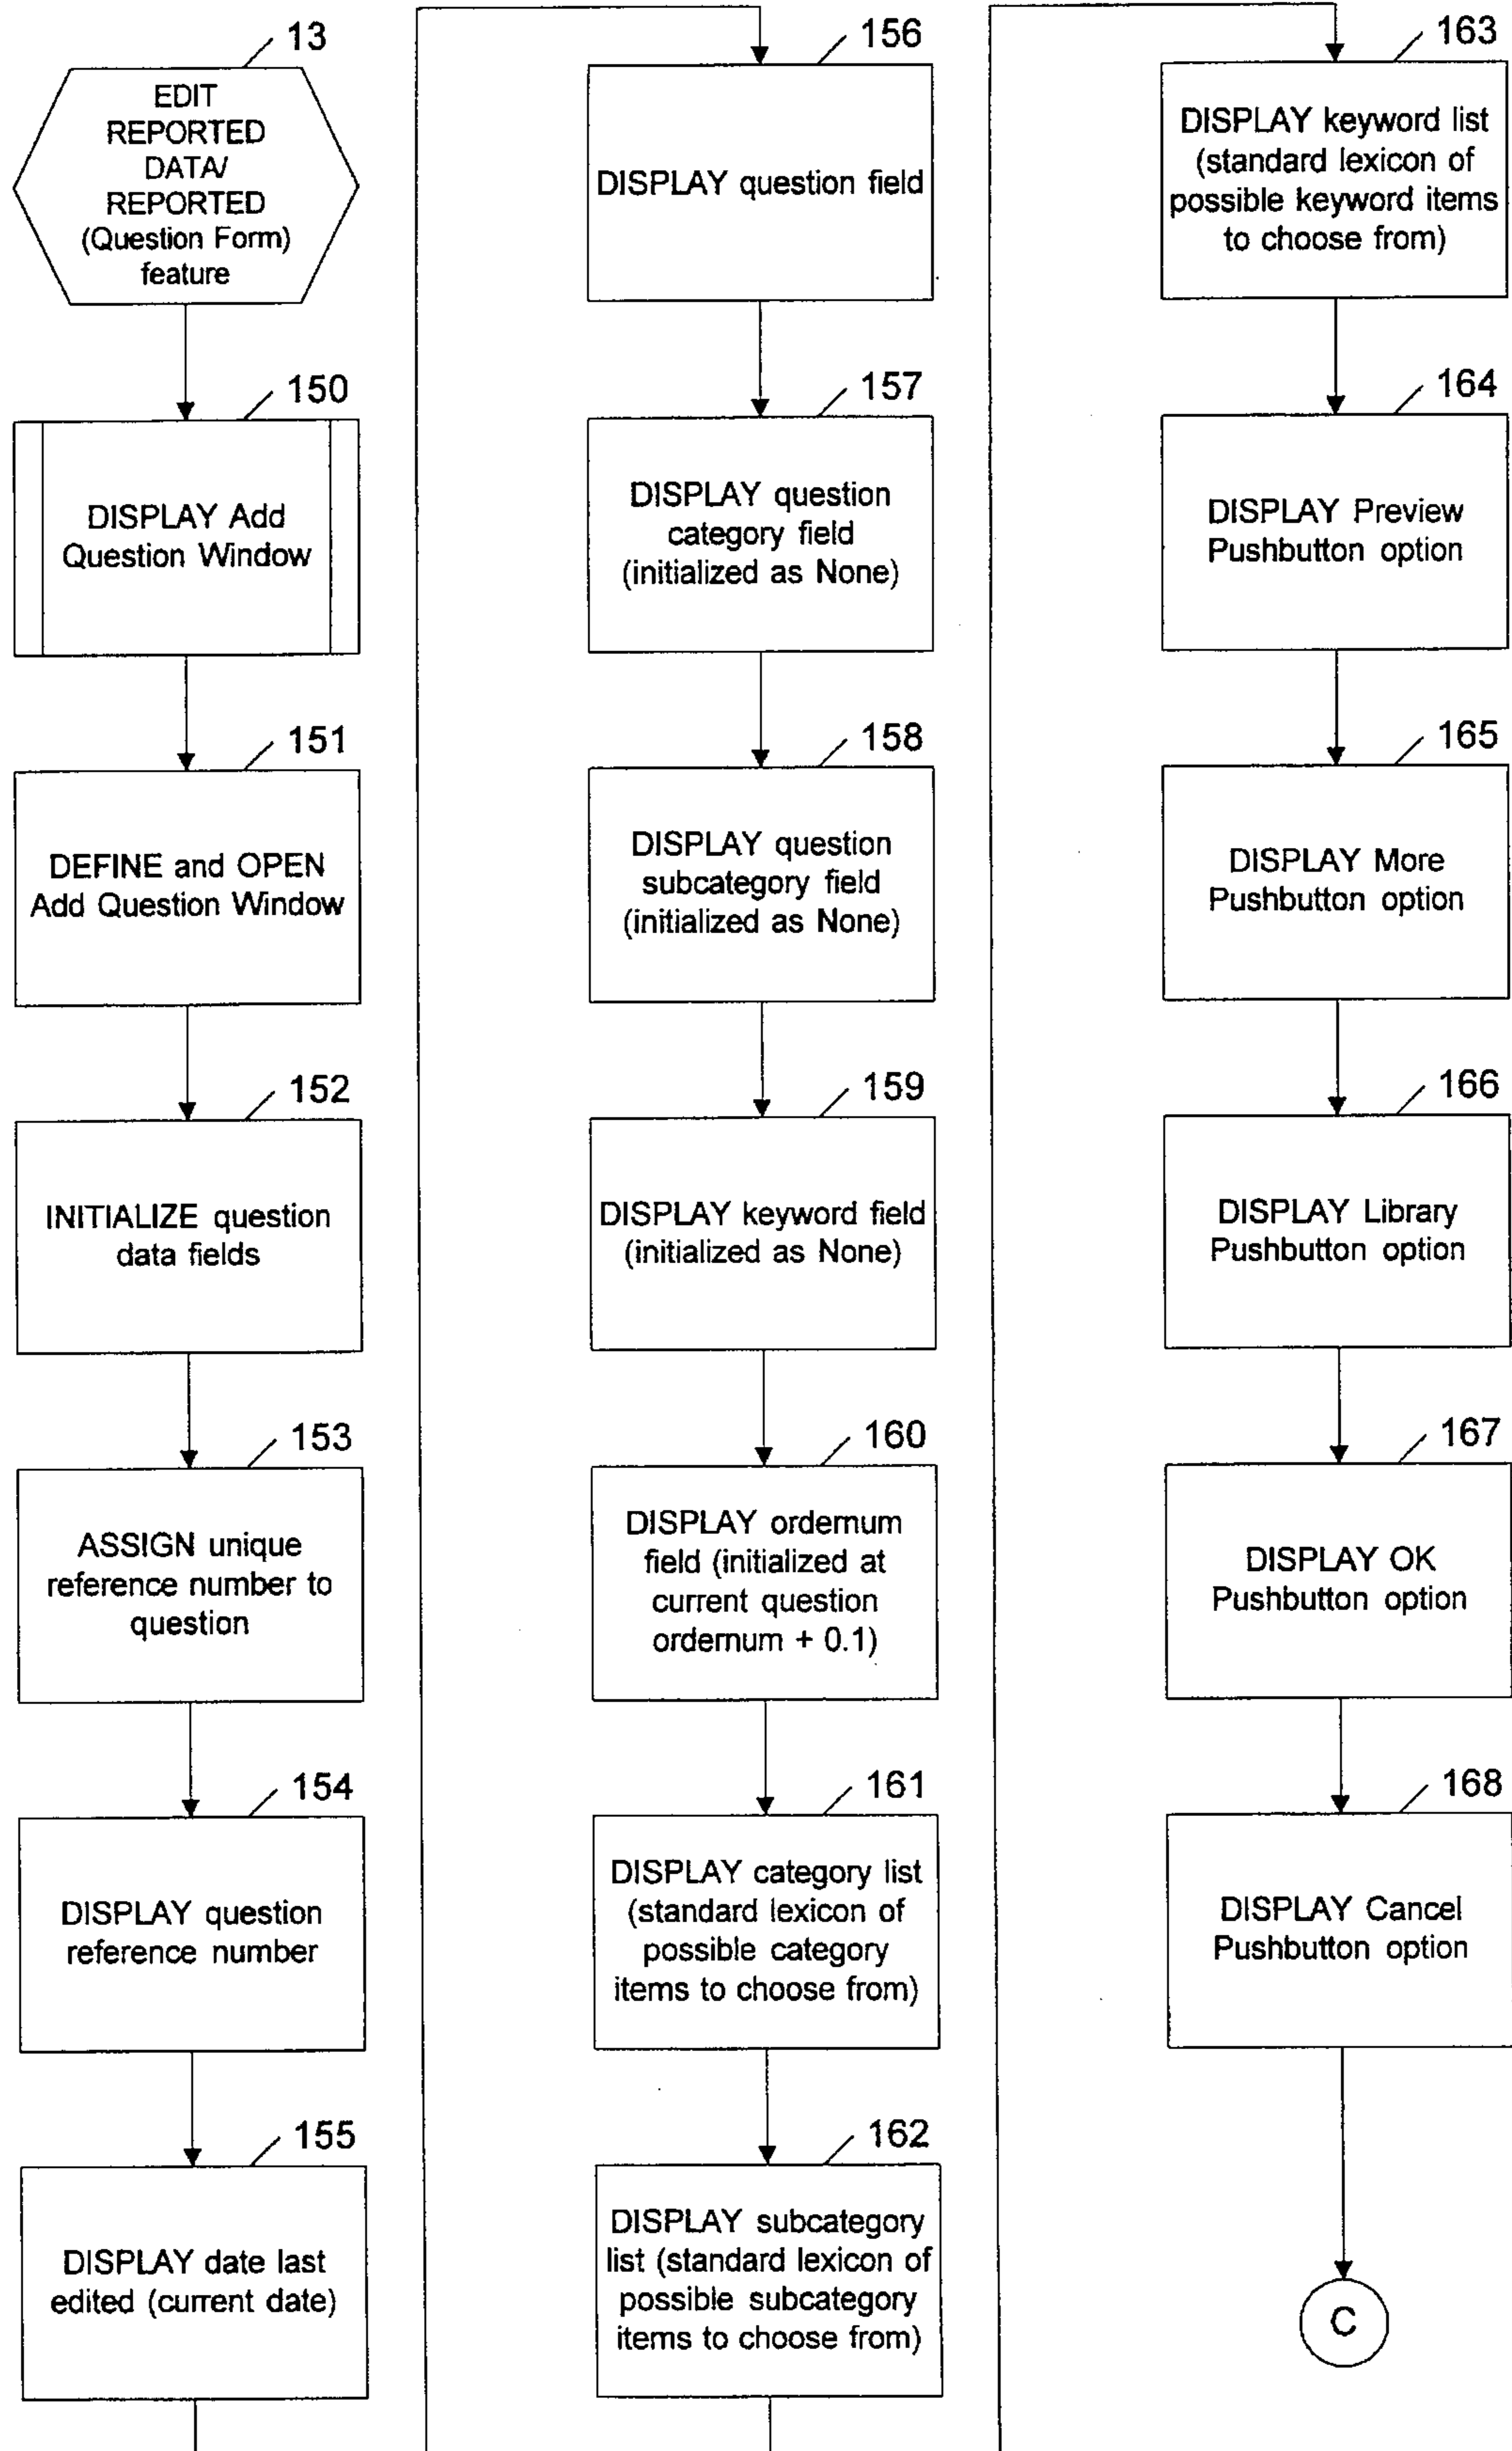 13
EDIT
REPORTED
DATA/
REPORTED
(Question Form)
feature
150
DISPLAY Add
Question Window
151
DEFINE and OPEN
Add Question Window
152
INITIALIZE question
data fields
153
ASSIGN unique
reference number to
question
154
DISPLAY question
reference number
155
DISPLAY date last
edited (current date)
156
DISPLAY question field
157
DISPLAY question
category field
(initialized as None)
158
DISPLAY question
subcategory field
(initialized as None)
159
DISPLAY keyword field
(initialized as None)
160
DISPLAY ordernum
field (initialized at
current question
ordernum + 0.1)
161
DISPLAY category list
(standard lexicon of
possible category
items to choose from)
162
DISPLAY subcategory
list (standard lexicon of
possible subcategory
items to choose from)
163
DISPLAY keyword list
(standard lexicon of
possible keyword items
to choose from)
164
DISPLAY Preview
Pushbutton option
165
DISPLAY More
Pushbutton option
166
DISPLAY Library
Pushbutton option
167
DISPLAY OK
Pushbutton option
168
DISPLAY Cancel
Pushbutton option
C